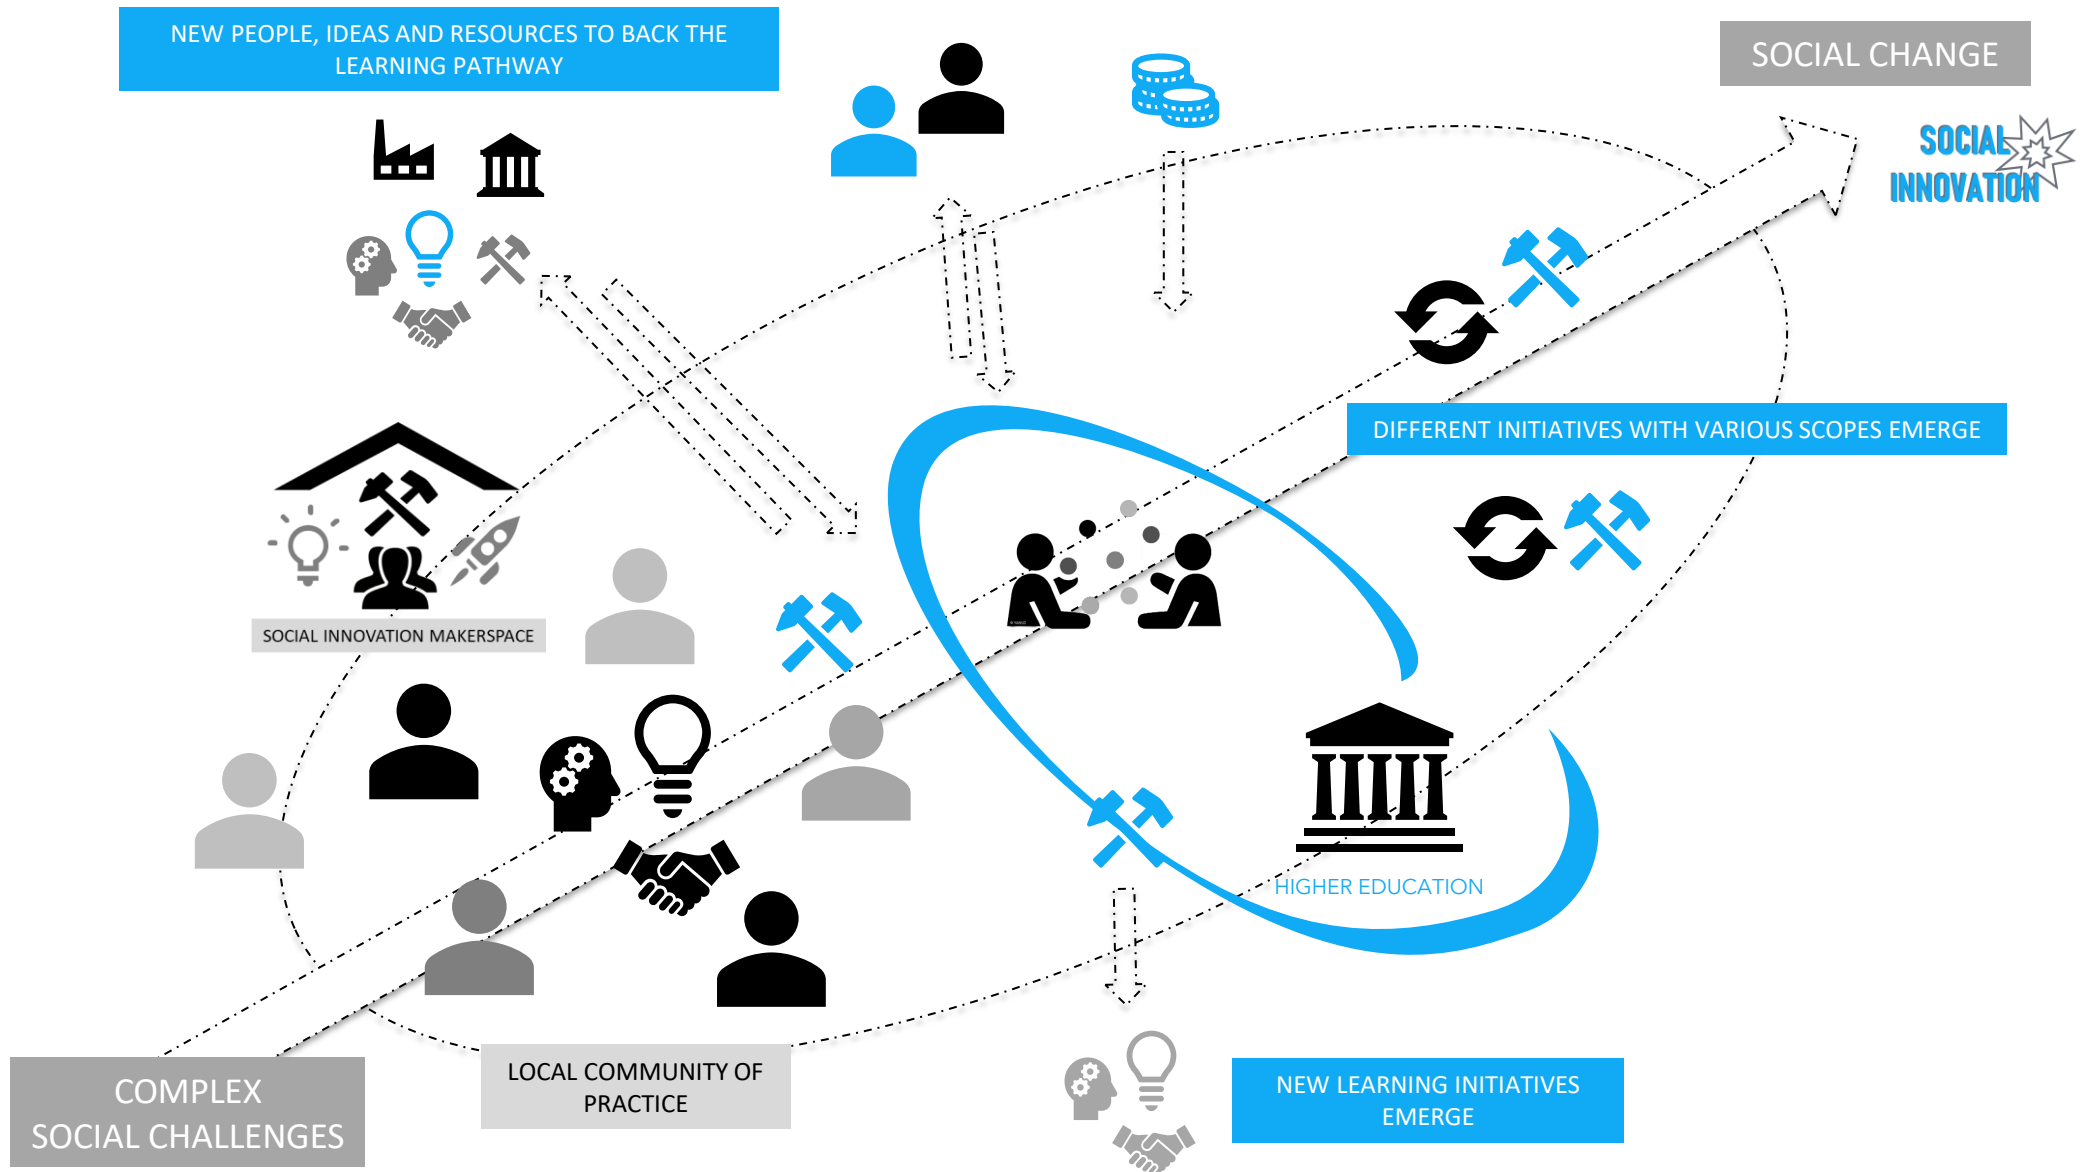 NEW PEOPLE, IDEAS AND RESOURCES TO BACK THE
LEARNING PATHWAY
SOCIAL CHANGE
SOCIAL
INNOVATION
DIFFERENT INITIATIVES WITH VARIOUS SCOPES EMERGE
SOCIAL INNOVATION MAKERSPACE
HIGHER EDUCATION
LOCAL COMMUNITY OF
PRACTICE
COMPLEX
SOCIAL CHALLENGES
NEW LEARNING INITIATIVES
EMERGE